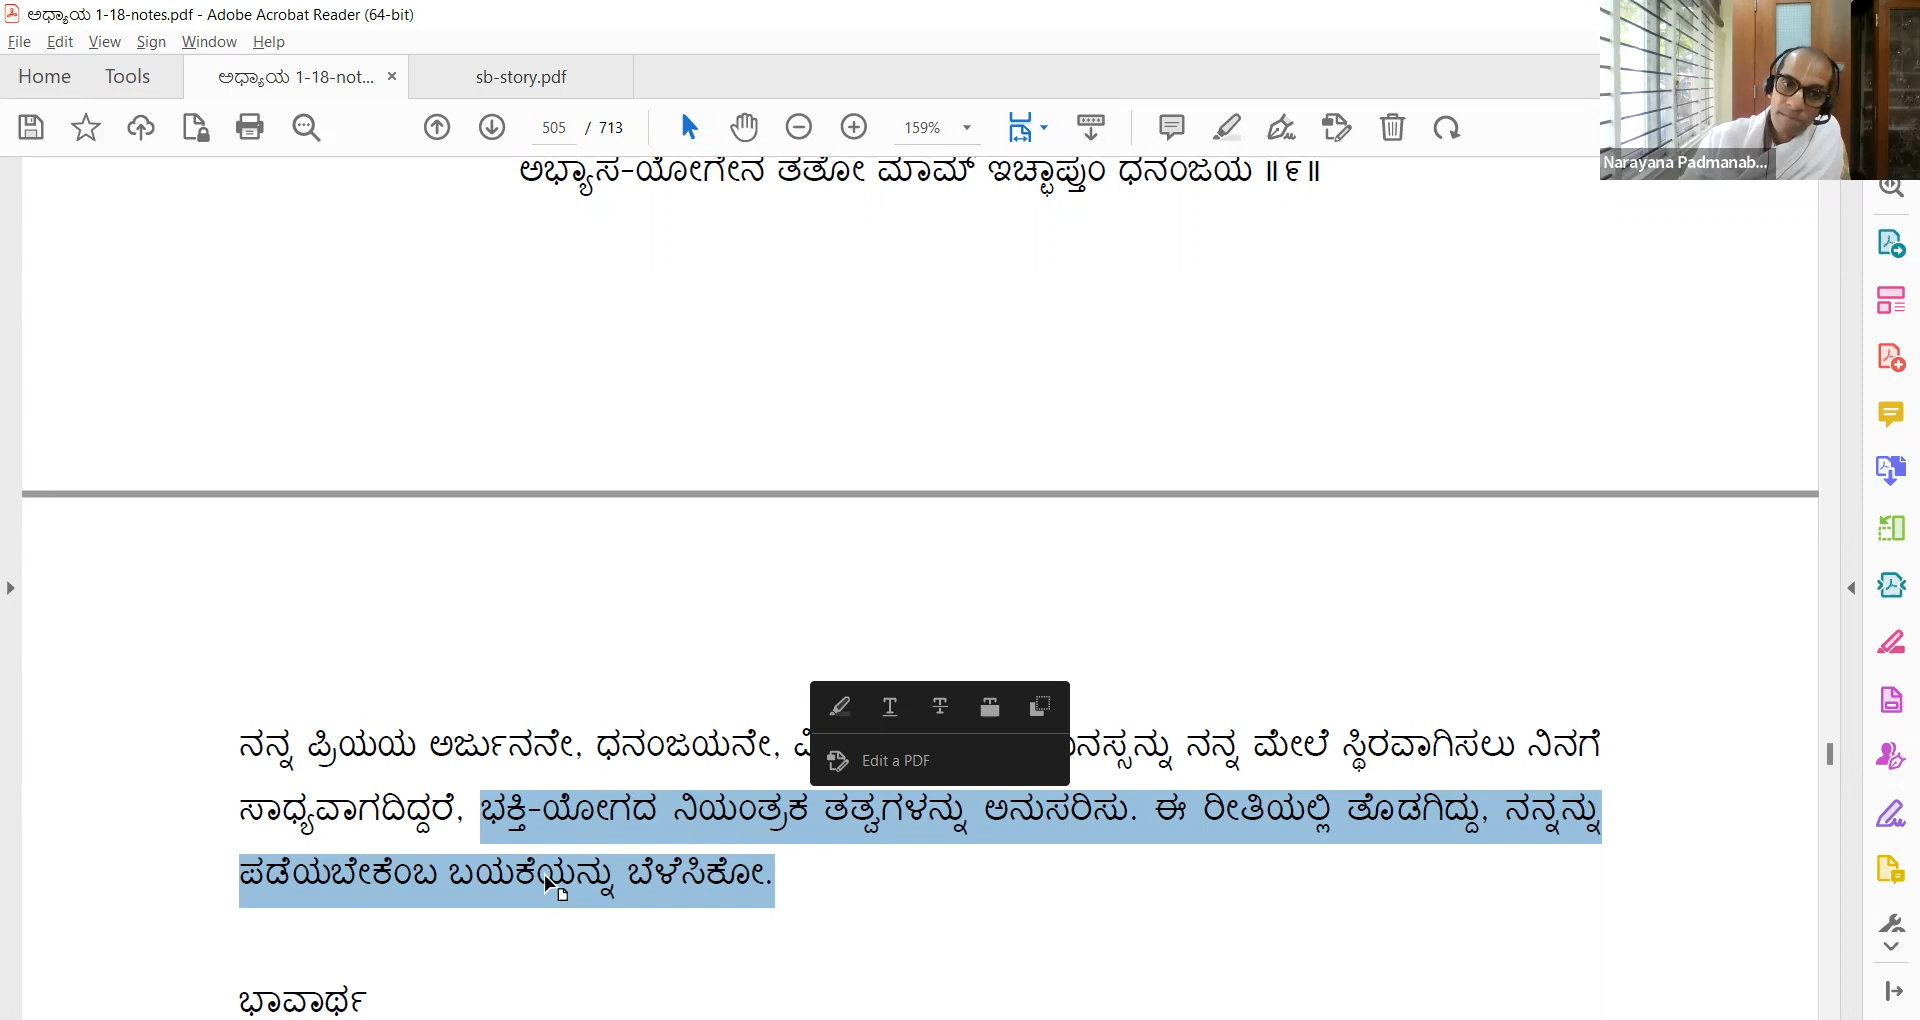 ಅಧ್ಯಾಯ 1-18-notes.pdf - Adobe Acrobat Reader (64-bit)
File Edit View Sign Window Help
Home Tools ಅಧ್ಯಾಯ 1-18-not... × sb-story.pdf
505 / 713 159%
Narayana Padmanab...
ಅಭ್ಯಾಸ-ಯೋಗೇನ ತತೋ ಮಾಮ್ ಇಚ್ಛಾಪ್ತುಂ ಧನಂಜಯ ॥ ೯ ॥
Edit a PDF
ನನ್ನ ಪ್ರಿಯಯ ಅರ್ಜುನನೇ, ಧನಂಜಯನೇ, ನನ್ನ ಮೇಲೆ ಸ್ಥಿರವಾಗಿಸಲು ನಿನಗೆ
ಸಾಧ್ಯವಾಗದಿದ್ದರೆ, ಭಕ್ತಿ-ಯೋಗದ ನಿಯಂತ್ರಕ ತತ್ವಗಳನ್ನು ಅನುಸರಿಸು. ಈ ರೀತಿಯಲ್ಲಿ ತೊಡಗಿದ್ದು, ನನ್ನನ್ನು
ಪಡೆಯಬೇಕೆಂಬ ಬಯಕೆಯನ್ನು ಬೆಳೆಸಿಕೋ.
ಭಾವಾರ್ಥ